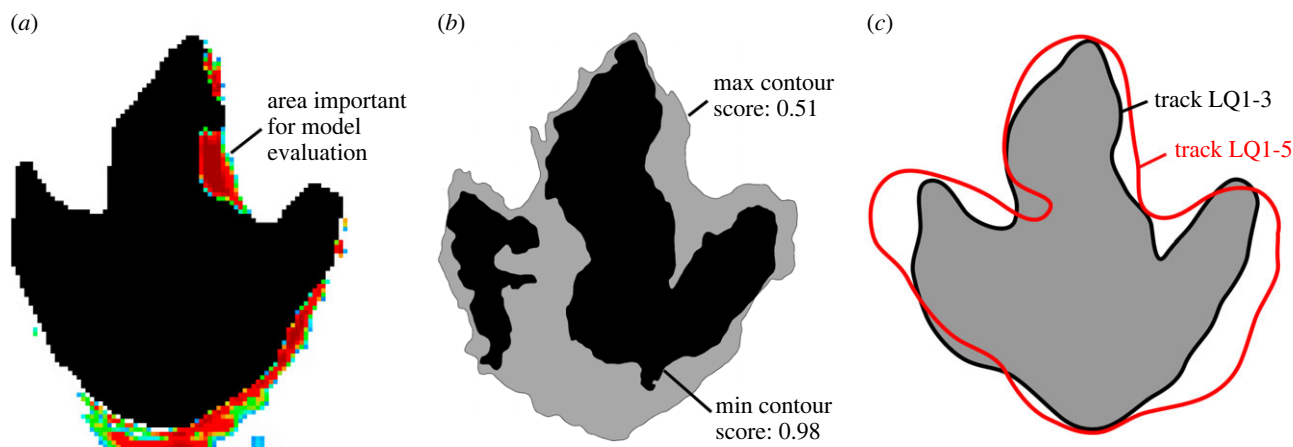 (a)
area important
for model
evaluation
(b)
max contour
score: 0.51
min contour
score: 0.98
(c)
track LQ1-3
track LQ1-5